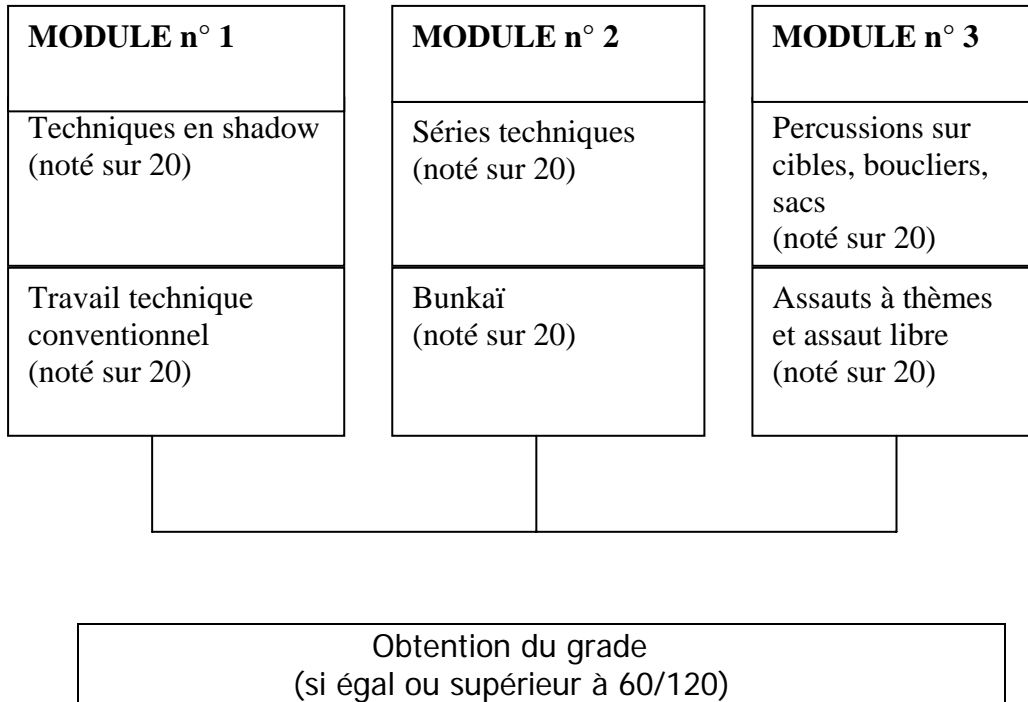 MODULE n° 1
Techniques en shadow
(noté sur 20)
Travail technique
conventionnel
(noté sur 20)
MODULE n° 2
Séries techniques
(noté sur 20)
Bunkaï
(noté sur 20)
MODULE n° 3
Percussions sur
cibles, boucliers,
sacs
(noté sur 20)
Assauts à thèmes
et assaut libre
(noté sur 20)
Obtention du grade
(si égal ou supérieur à 60/120)